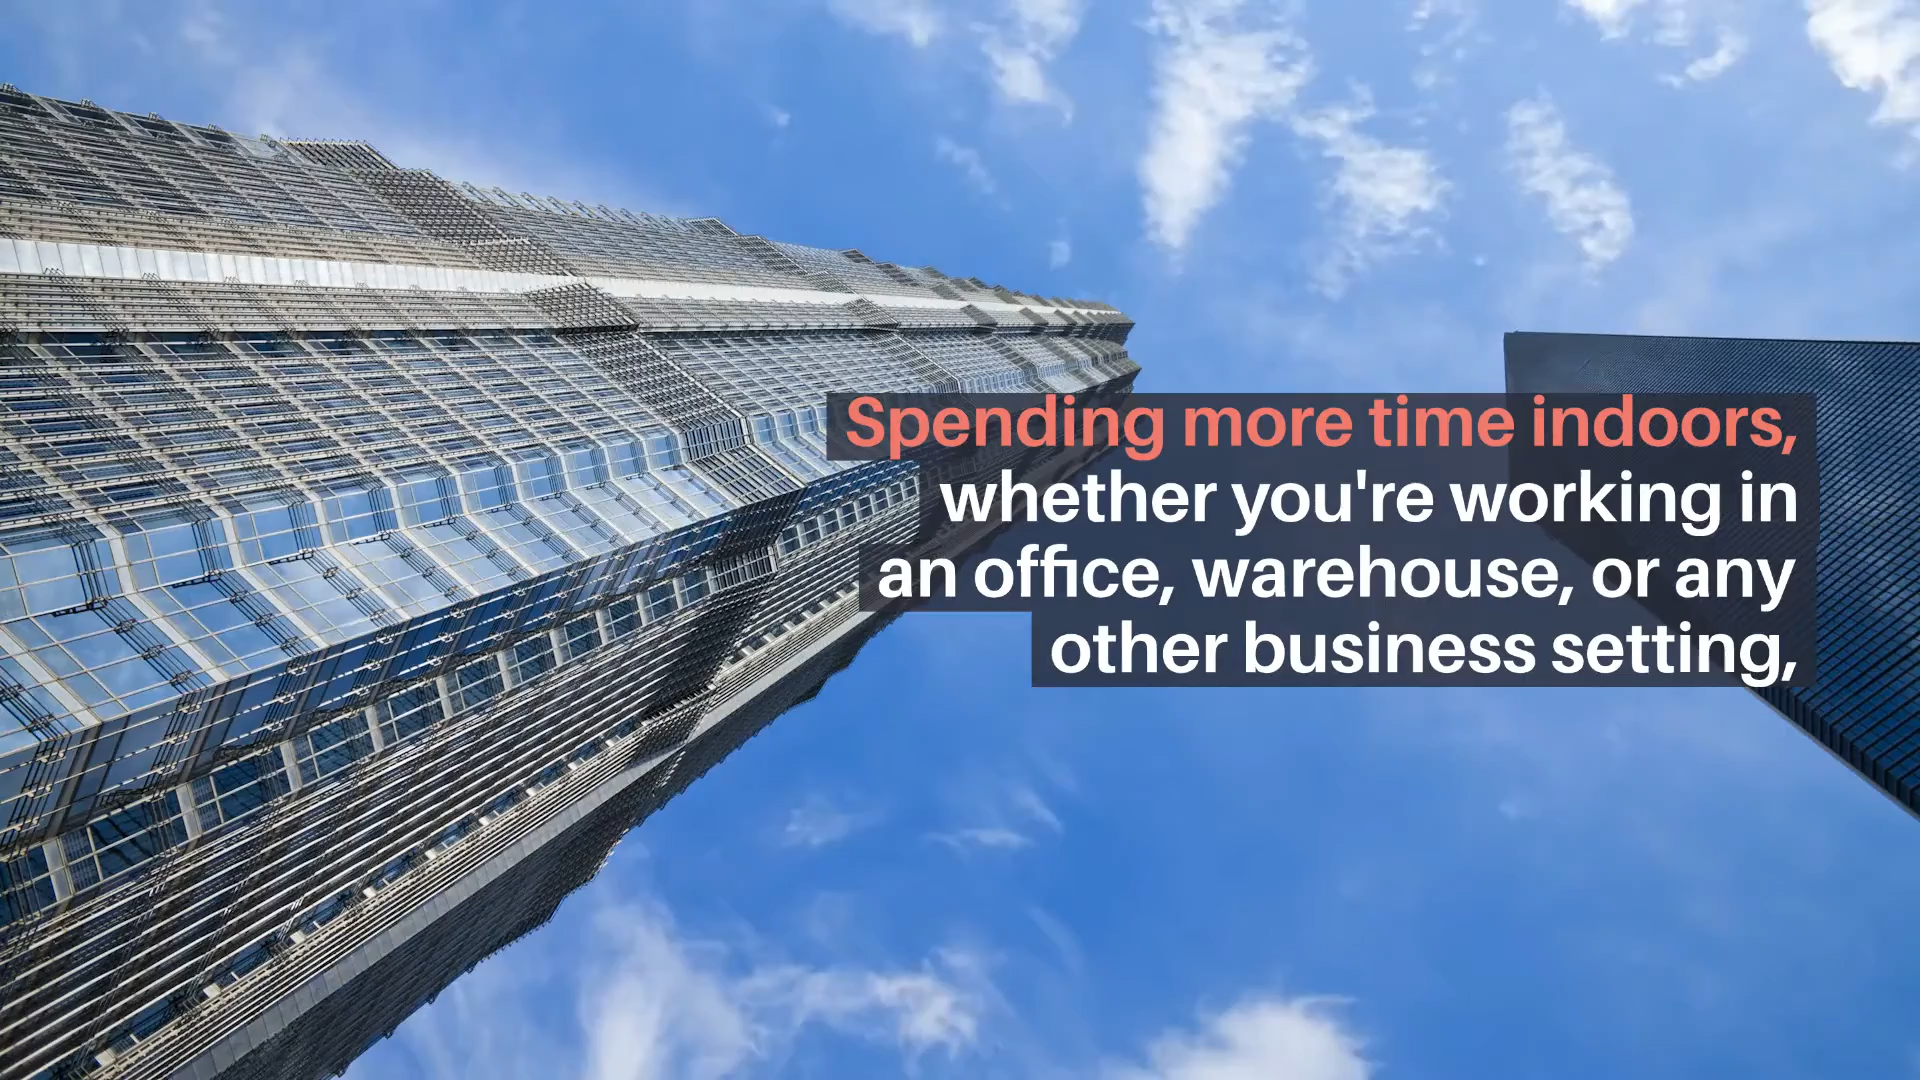 Spending more time indoors,
whether you're working in
an office, warehouse, or any
other business setting,